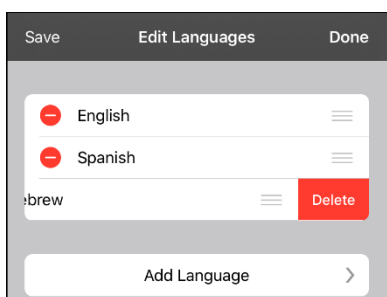 Save Edit Languages Done
English
Spanish
ebrew Delete
Add Language